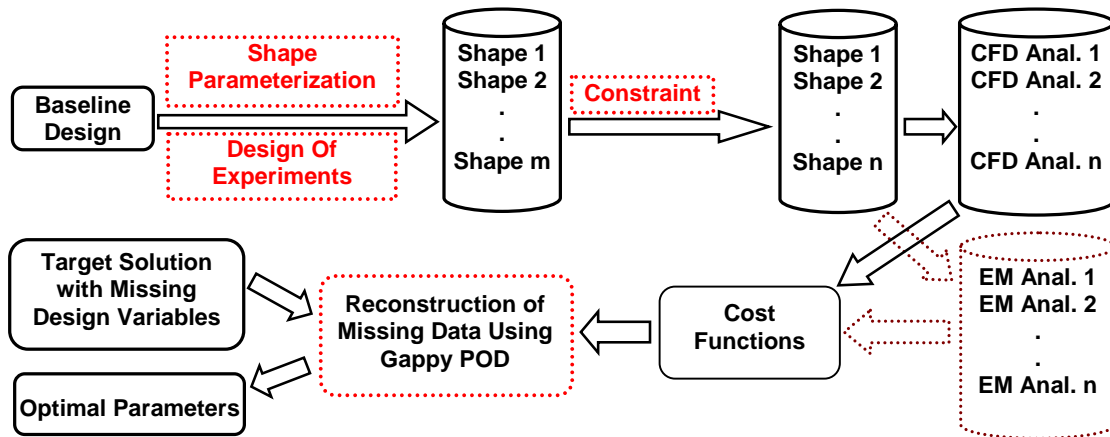 Baseline
Design
Shape
Parameterization
Design Of
Experiments
Shape 1
Shape 2
.
.
Shape m
Constraint
Shape 1
Shape 2
.
.
Shape n
CFD Anal. 1
CFD Anal. 2
.
.
CFD Anal. n
EM Anal. 1
EM Anal. 2
.
.
EM Anal. n
Cost
Functions
Reconstruction of
Missing Data Using
Gappy POD
Target Solution
with Missing
Design Variables
Optimal Parameters